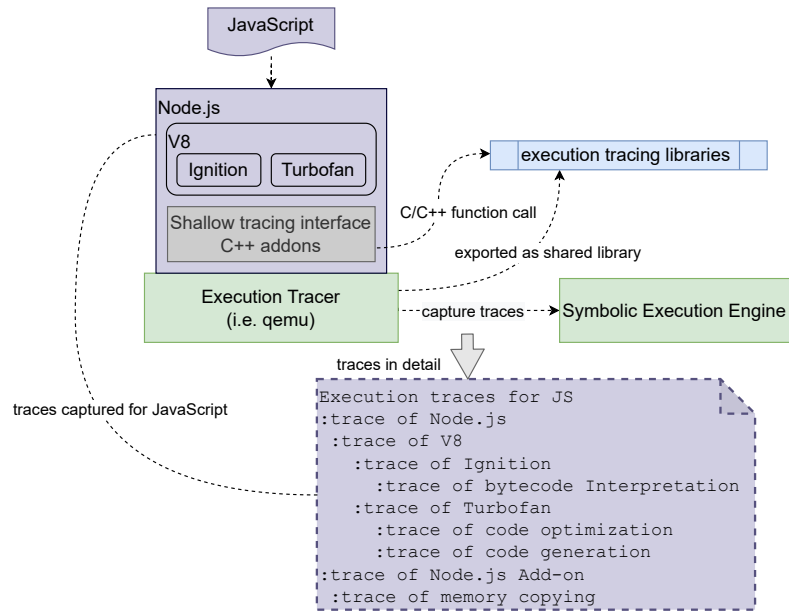 JavaScript
Node.js
V8
Ignition
Turbofan
Shallow tracing interface
C++ addons
execution tracing libraries
C/C++ function call
exported as shared library
Execution Tracer
(i.e. qemu)
capture traces
Symbolic Execution Engine
traces in detail
traces captured for JavaScript
Execution traces for JS
:trace of Node.js
:trace of V8
:trace of Ignition
:trace of bytecode Interpretation
:trace of Turbofan
:trace of code optimization
:trace of code generation
:trace of Node.js Add-on
:trace of memory copying